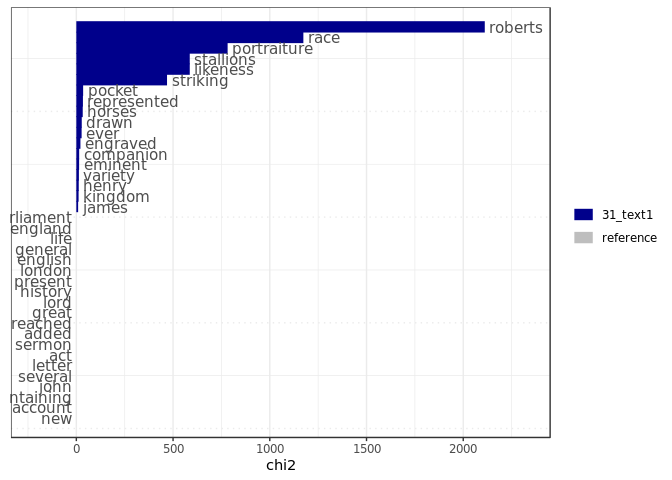 roberts
race
portraiture
stallions
likeness
striking
pocket
represented
horses
drawn
ever
engraved
companion
eminent
variety
henry
kingdom
james
rliament
england
life
general
english
london
present
history
lord
great
reached
added
sermon
act
letter
several
john
ntaining
account
new
31_text1
reference
0 500 1000 1500 2000
chi2